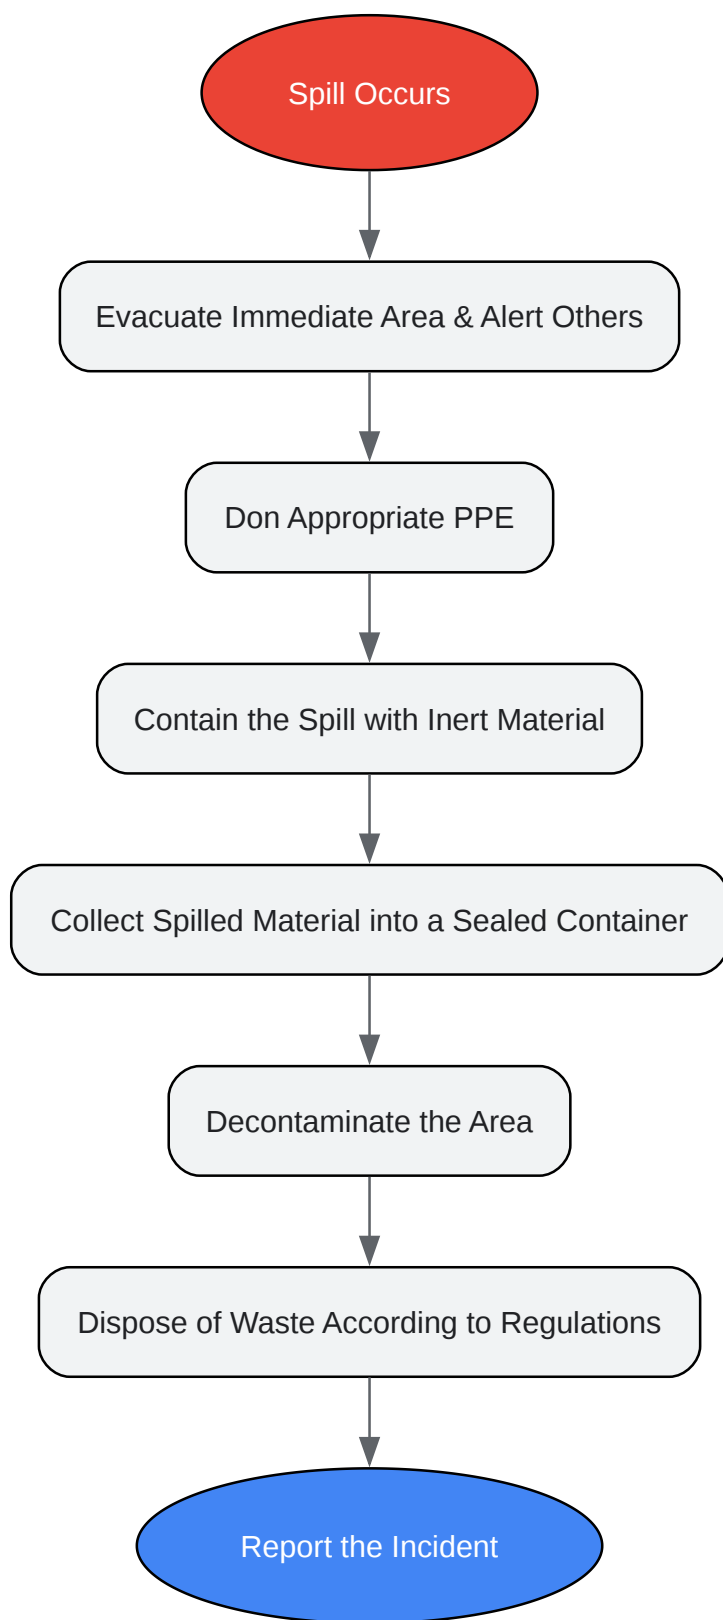 Spill Occurs
Evacuate Immediate Area & Alert Others
Don Appropriate PPE
Contain the Spill with Inert Material
Collect Spilled Material into a Sealed Container
Decontaminate the Area
Dispose of Waste According to Regulations
Report the Incident